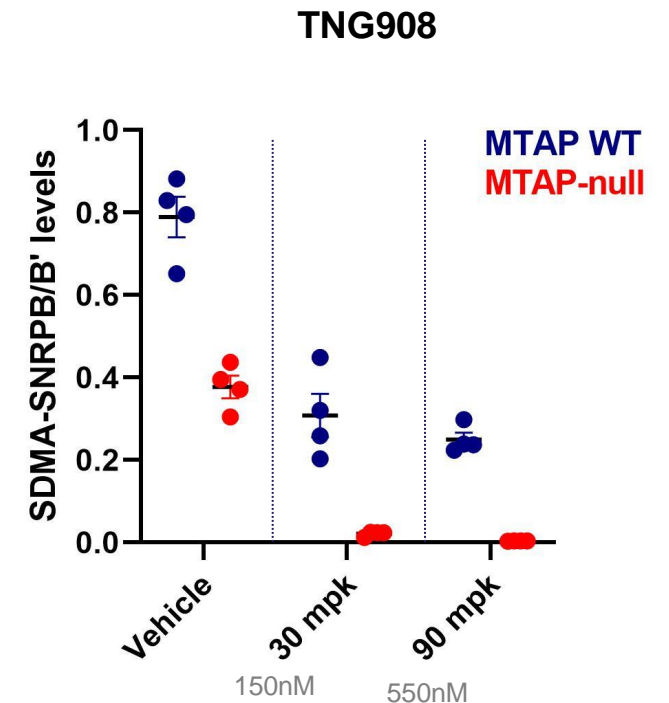 TNG908
MTAP WT
MTAP-null
SDMA-SNRPB/B' levels
1.0
0.8
0.6
0.4
0.2
0.0
Vehicle
30 mpk
90 mpk
150nM
550nM